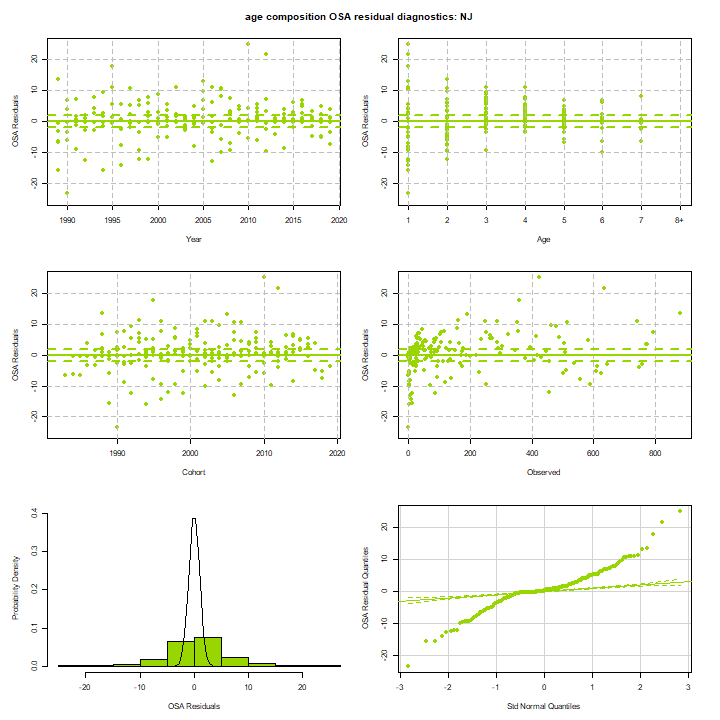 age composition OSA residual diagnostics: NJ
20
10
0
-10
-20
OSA Residuals
1990 1995 2000 2005 2010 2015 2020
Year
20
10
0
-10
-20
OSA Residuals
1 2 3 4 5 6 7 8+
Age
20
10
0
-10
-20
OSA Residuals
1990 2000 2010 2020
Cohort
20
10
0
-10
-20
OSA Residuals
0 200 400 600 800
Observed
0.4
0.3
0.2
0.1
0.0
Probability Density
-20 -10 0 10 20
OSA Residuals
20
10
0
-10
-20
OSA Residual Quantiles
-3 -2 -1 0 1 2 3
Std Normal Quantiles